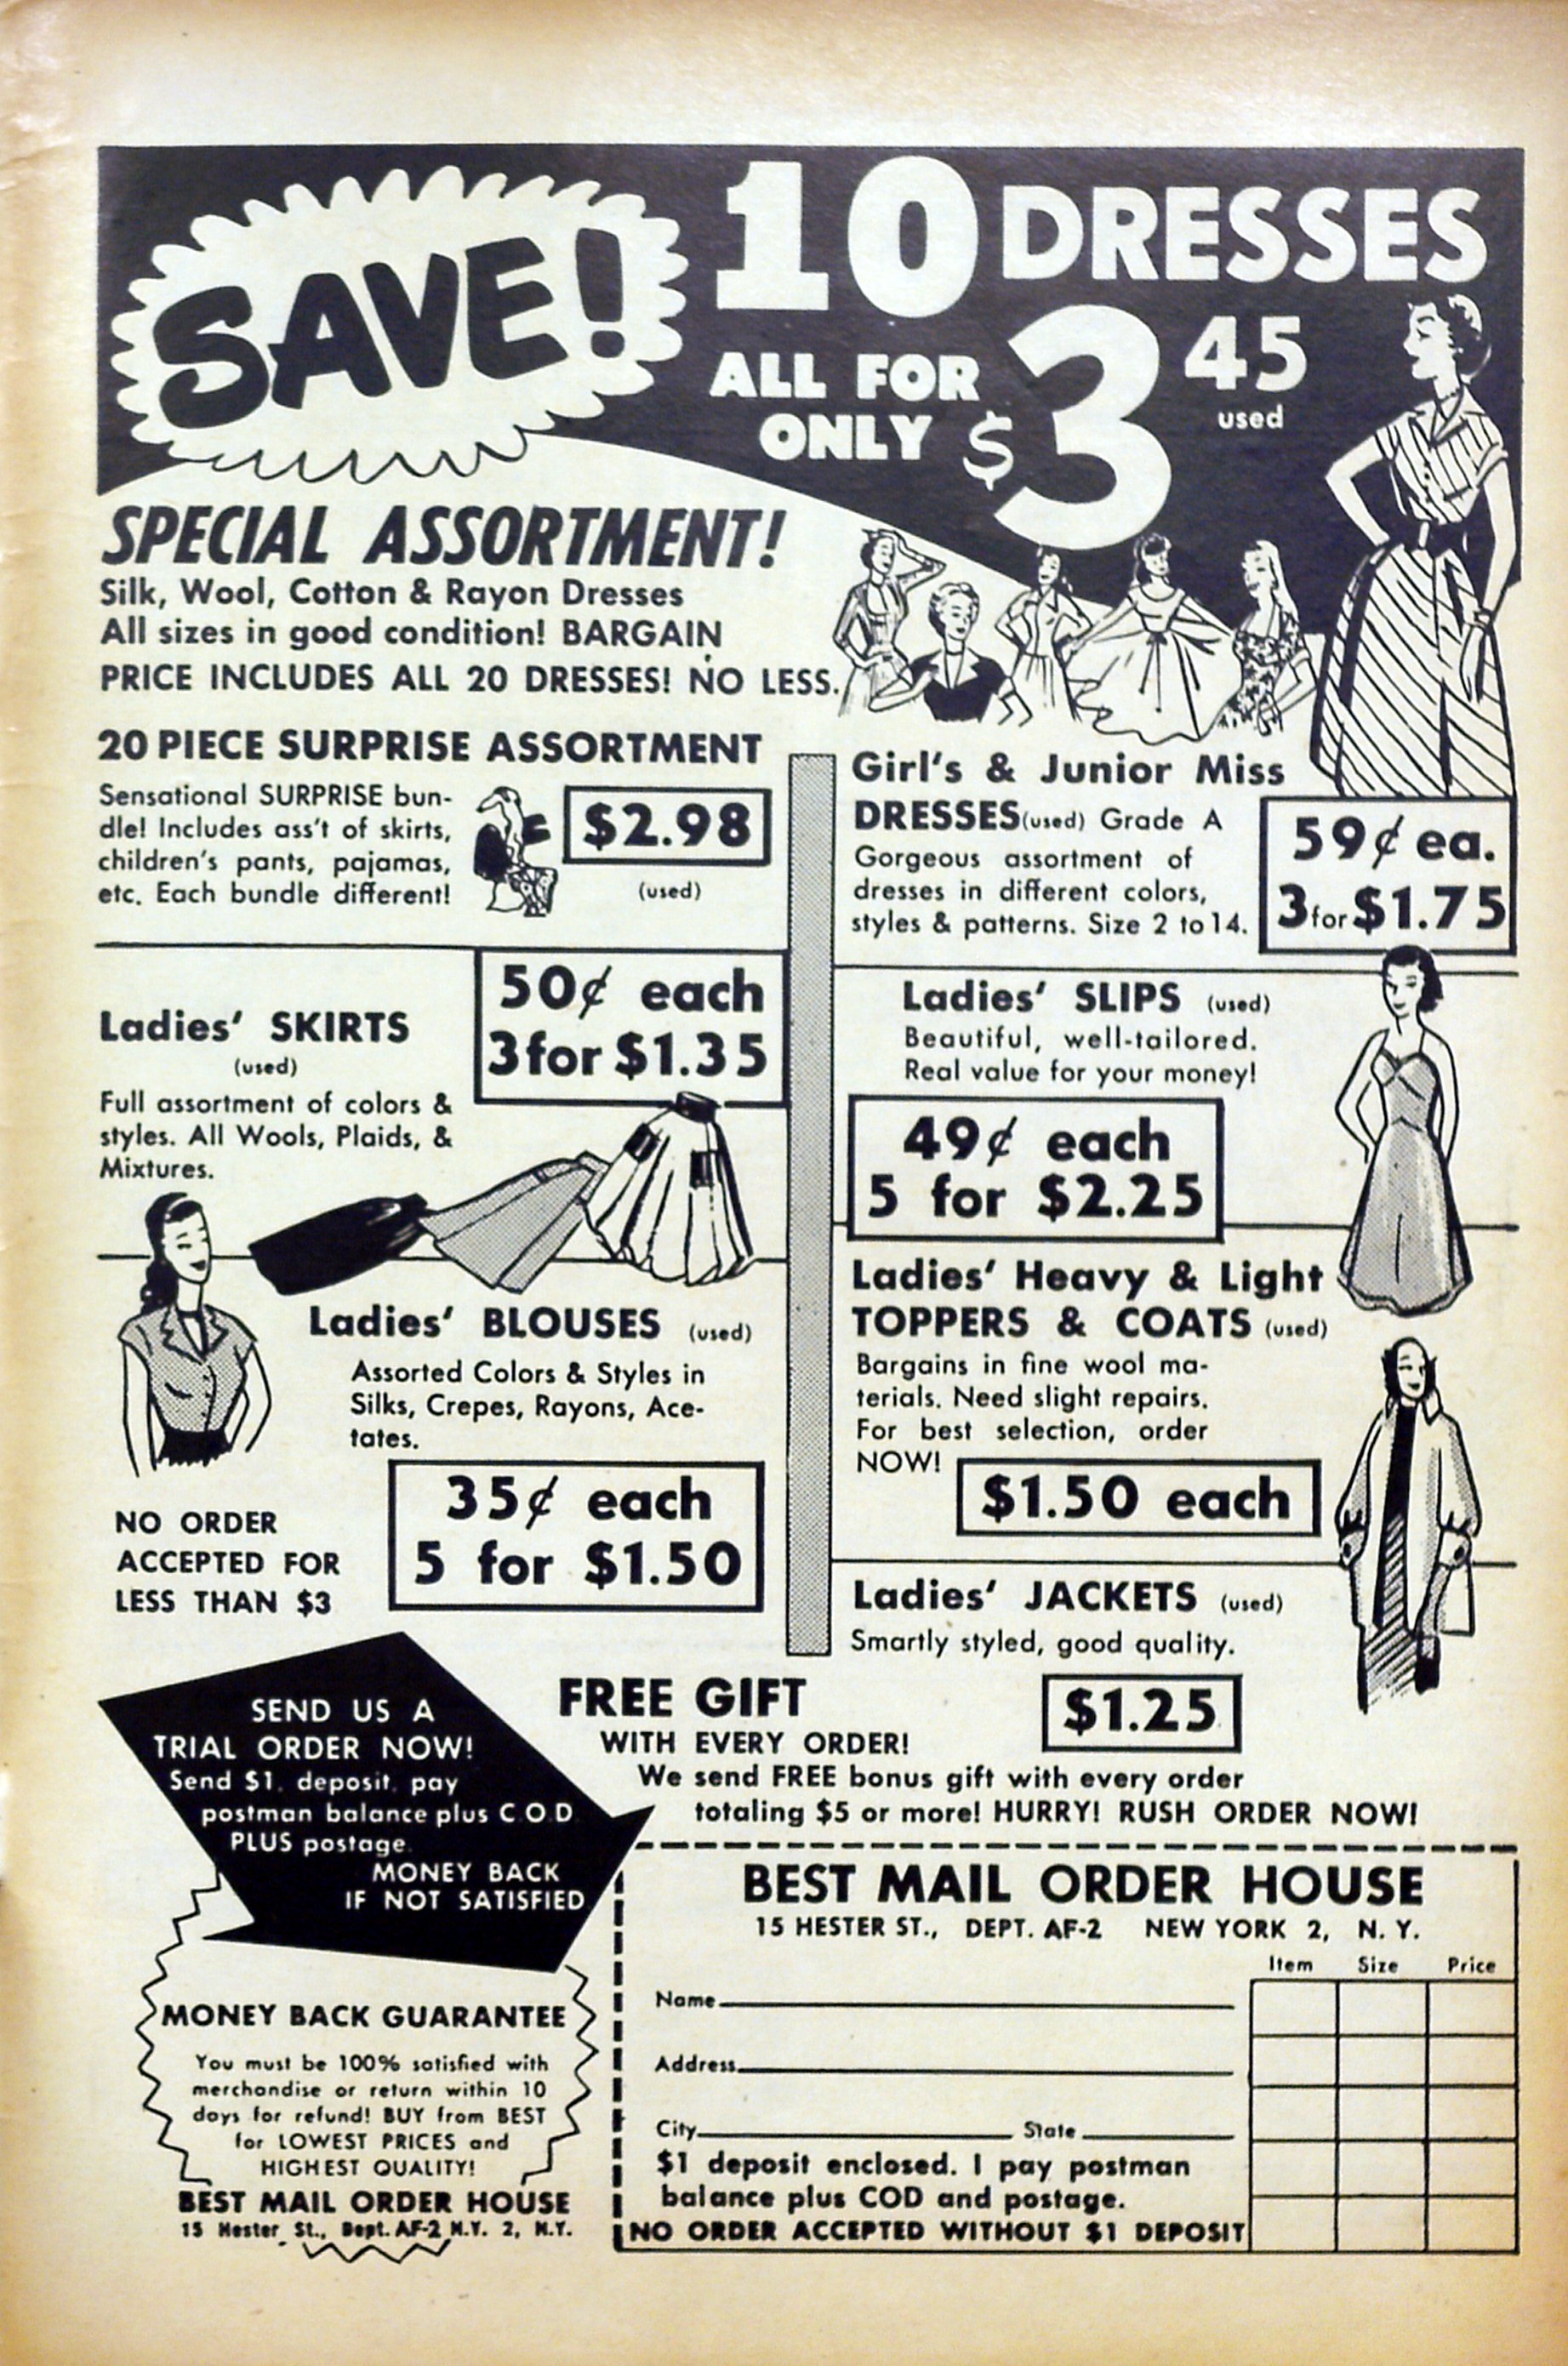 SAVE!
10 DRESSES
ALL FOR
ONLY $3 45
used
SPECIAL ASSORTMENT!
Silk, Wool, Cotton & Rayon Dresses
All sizes in good condition! BARGAIN
PRICE INCLUDES ALL 20 DRESSES! NO LESS.
20 PIECE SURPRISE ASSORTMENT
Sensational SURPRISE bun-
dle! Includes ass't of skirts,
children's pants, pajamas,
etc. Each bundle different!
$2.98
(used)
Ladies' SKIRTS
(used)
50¢ each
3 for $1.35
Full assortment of colors &
styles. All Wools, Plaids, &
Mixtures.
Ladies' BLOUSES (used)
Assorted Colors & Styles in
Silks, Crepes, Rayons, Ace-
tates.
35¢ each
5 for $1.50
NO ORDER
ACCEPTED FOR
LESS THAN $3
Girl's & Junior Miss
DRESSES (used) Grade A
Gorgeous assortment of
dresses in different colors,
styles & patterns. Size 2 to 14.
59¢ ea.
3 for $1.75
Ladies' SLIPS (used)
Beautiful, well-tailored.
Real value for your money!
49¢ each
5 for $2.25
Ladies' Heavy & Light
TOPPERS & COATS (used)
Bargains in fine wool ma-
terials. Need slight repairs.
For best selection, order
NOW!
$1.50 each
Ladies' JACKETS (used)
Smartly styled, good quality.
$1.25
SEND US A
TRIAL ORDER NOW!
Send $1. deposit, pay
postman balance plus C.O.D.
PLUS postage.
MONEY BACK
IF NOT SATISFIED
FREE GIFT
WITH EVERY ORDER!
We send FREE bonus gift with every order
totaling $5 or more! HURRY! RUSH ORDER NOW!
MONEY BACK GUARANTEE
You must be 100% satisfied with
merchandise or return within 10
days for refund! BUY from BEST
for LOWEST PRICES and
HIGHEST QUALITY!
BEST MAIL ORDER HOUSE
15 Hester St., Dept. AF-2 N.Y. 2, N.Y.
BEST MAIL ORDER HOUSE
15 HESTER ST., DEPT. AF-2 NEW YORK 2, N. Y.
Item Size Price
Name
Address
City State
$1 deposit enclosed. I pay postman
balance plus COD and postage.
NO ORDER ACCEPTED WITHOUT $1 DEPOSIT